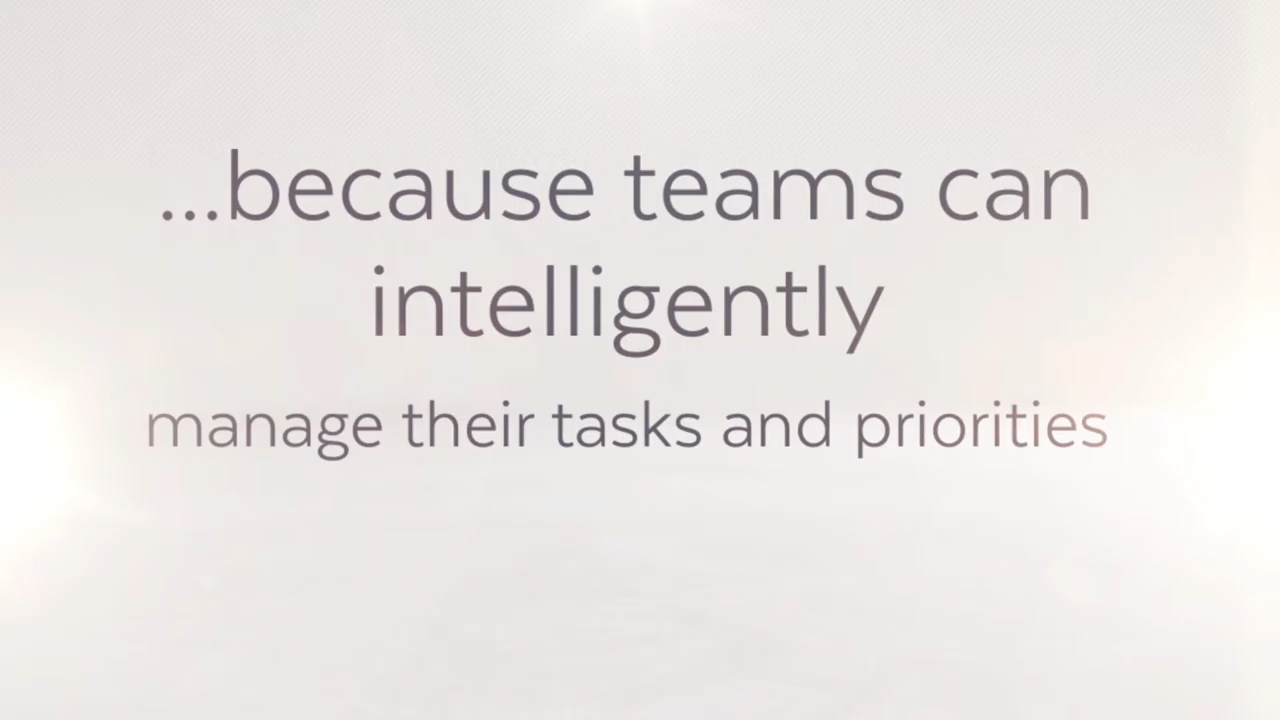 ...because teams can
intelligently
manage their tasks and priorities